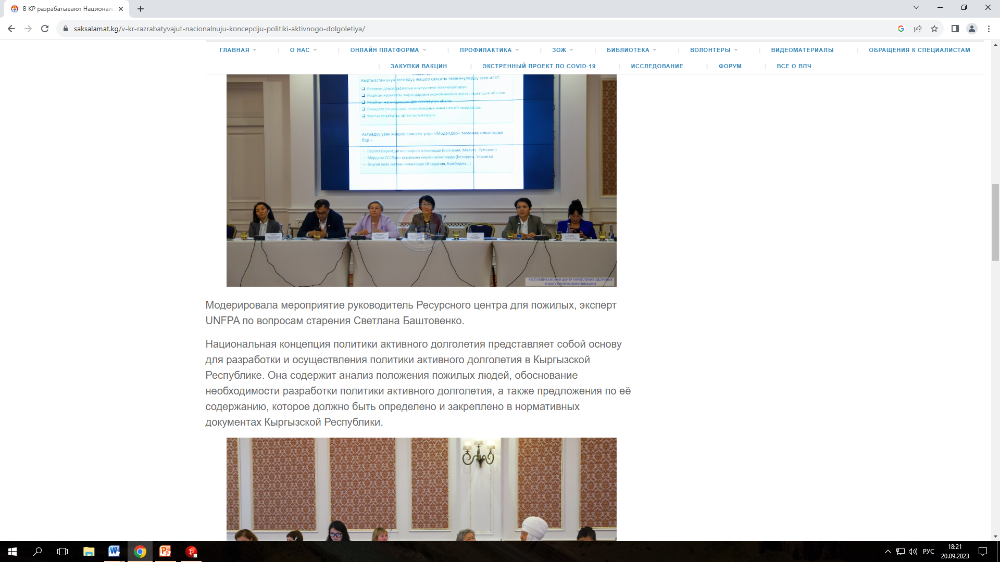 В КР разрабатывают Националь
saksalamat.kg/v-kr-razrabatyvajut-nacionalnuju-koncepciju-politiki-aktivnogo-dolgoletiya/
ГЛАВНАЯ О НАС ОНЛАЙН ПЛАТФОРМА ПРОФИЛАКТИКА ЗОЖ БИБЛИОТЕКА ВОЛОНТЕРЫ ВИДЕОМАТЕРИАЛЫ ОБРАЩЕНИЯ К СПЕЦИАЛИСТАМ
ЗАКУПКИ ВАКЦИН ЭКСТРЕННЫЙ ПРОЕКТ ПО COVID-19 ИССЛЕДОВАНИЕ ФОРУМ ВСЕ О ВПЧ
Кыргызстан үчүн активдүү жашоо саясаты төмөнкүлөрдү эске алат:
Өлкөнүн демографиялык өнүгүүсүнүн өзгөчөлүктөрүн
Улгайган курактагы жарандардын экономикалык жана социалдык абалын
Улгайган жарандардын ден соолугунун абалы
Өлкөдөгү социалдык, экономикалык жана саясий кырдаалды
Улуттук өнүктүрүү артыкчылыктарын
Активдүү узак жашоо саясаты үчүн «Моделдер» төмөнкү өлкөлөрдө
бар –
— Европа Биримдигине кирген өлкөлөрдө (Болгария, Мальта, Румыния)
— Мурдагы СССРдин курамына кирген өлкөлөрдө (Беларусь, Украина)
— Өнүгүп келе жаткан өлкөлөрдө (Иордания, Камбоджа...)
РЕСПУБЛИКАНСКИЙ ЦЕНТР УКРЕПЛЕНИЯ ЗДОРОВЬЯ
И МАССОВОЙ КОММУНИКАЦИИ
Модерировала мероприятие руководитель Ресурсного центра для пожилых, эксперт
UNFPA по вопросам старения Светлана Баштовенко.
Национальная концепция политики активного долголетия представляет собой основу
для разработки и осуществления политики активного долголетия в Кыргызской
Республике. Она содержит анализ положения пожилых людей, обоснование
необходимости разработки политики активного долголетия, а также предложения по её
содержанию, которое должно быть определено и закреплено в нормативных
документах Кыргызской Республики.
РУС
18:21
20.09.2023